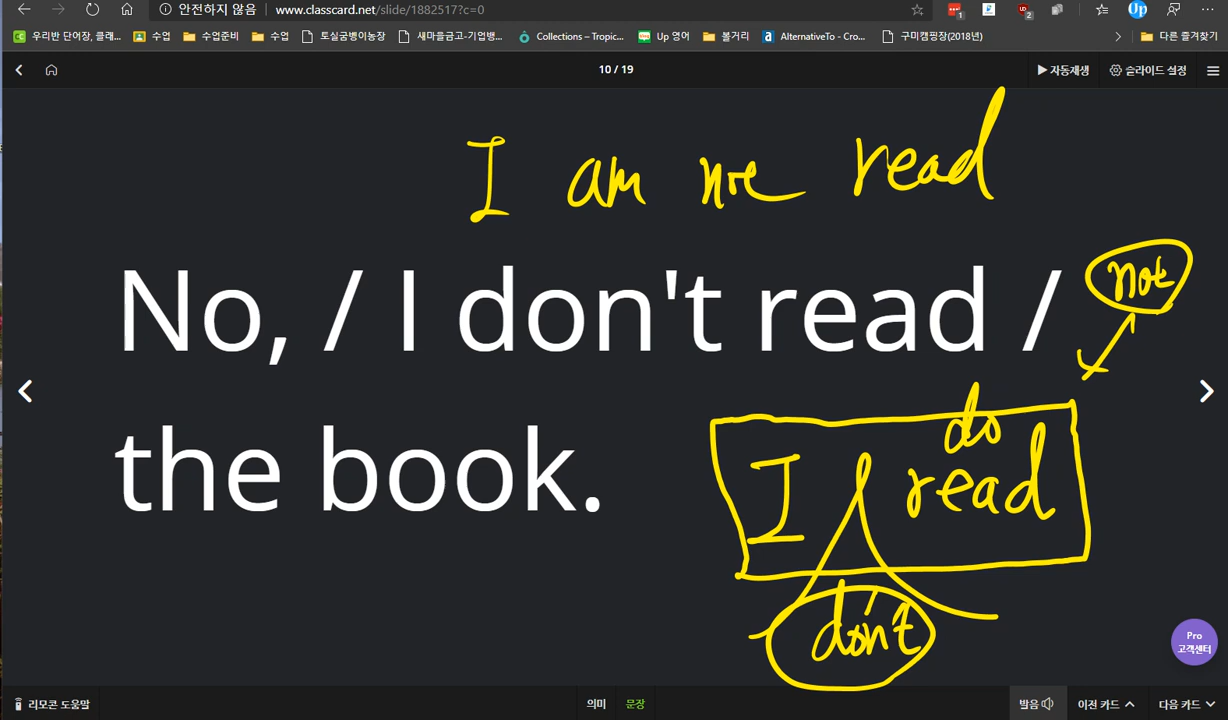 안전하지 않음 www.classcard.net/slide/1882517?c=0
우리반 단어장, 클래... 수업 수업준비 수업 토실굼벵이농장 새마을금고-기업뱅... Collections – Tropic... Up 영어 볼거리 AlternativeTo - Cro... 구미캠핑장(2018년) 다른 즐겨찾기
10 / 19 자동재생 슬라이드 설정
I am read
No, / I don't read / not
do
the book. I read
don't
Pro
고객센터
리모콘 도움말 의미 문장 발음 이전 카드 다음 카드